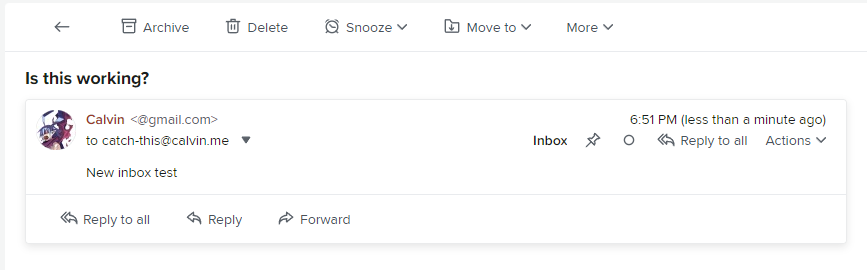 Archive Delete Snooze Move to More
Is this working?
Calvin <@gmail.com> 6:51 PM (less than a minute ago)
to catch-this@calvin.me Inbox Reply to all Actions
New inbox test
Reply to all Reply Forward